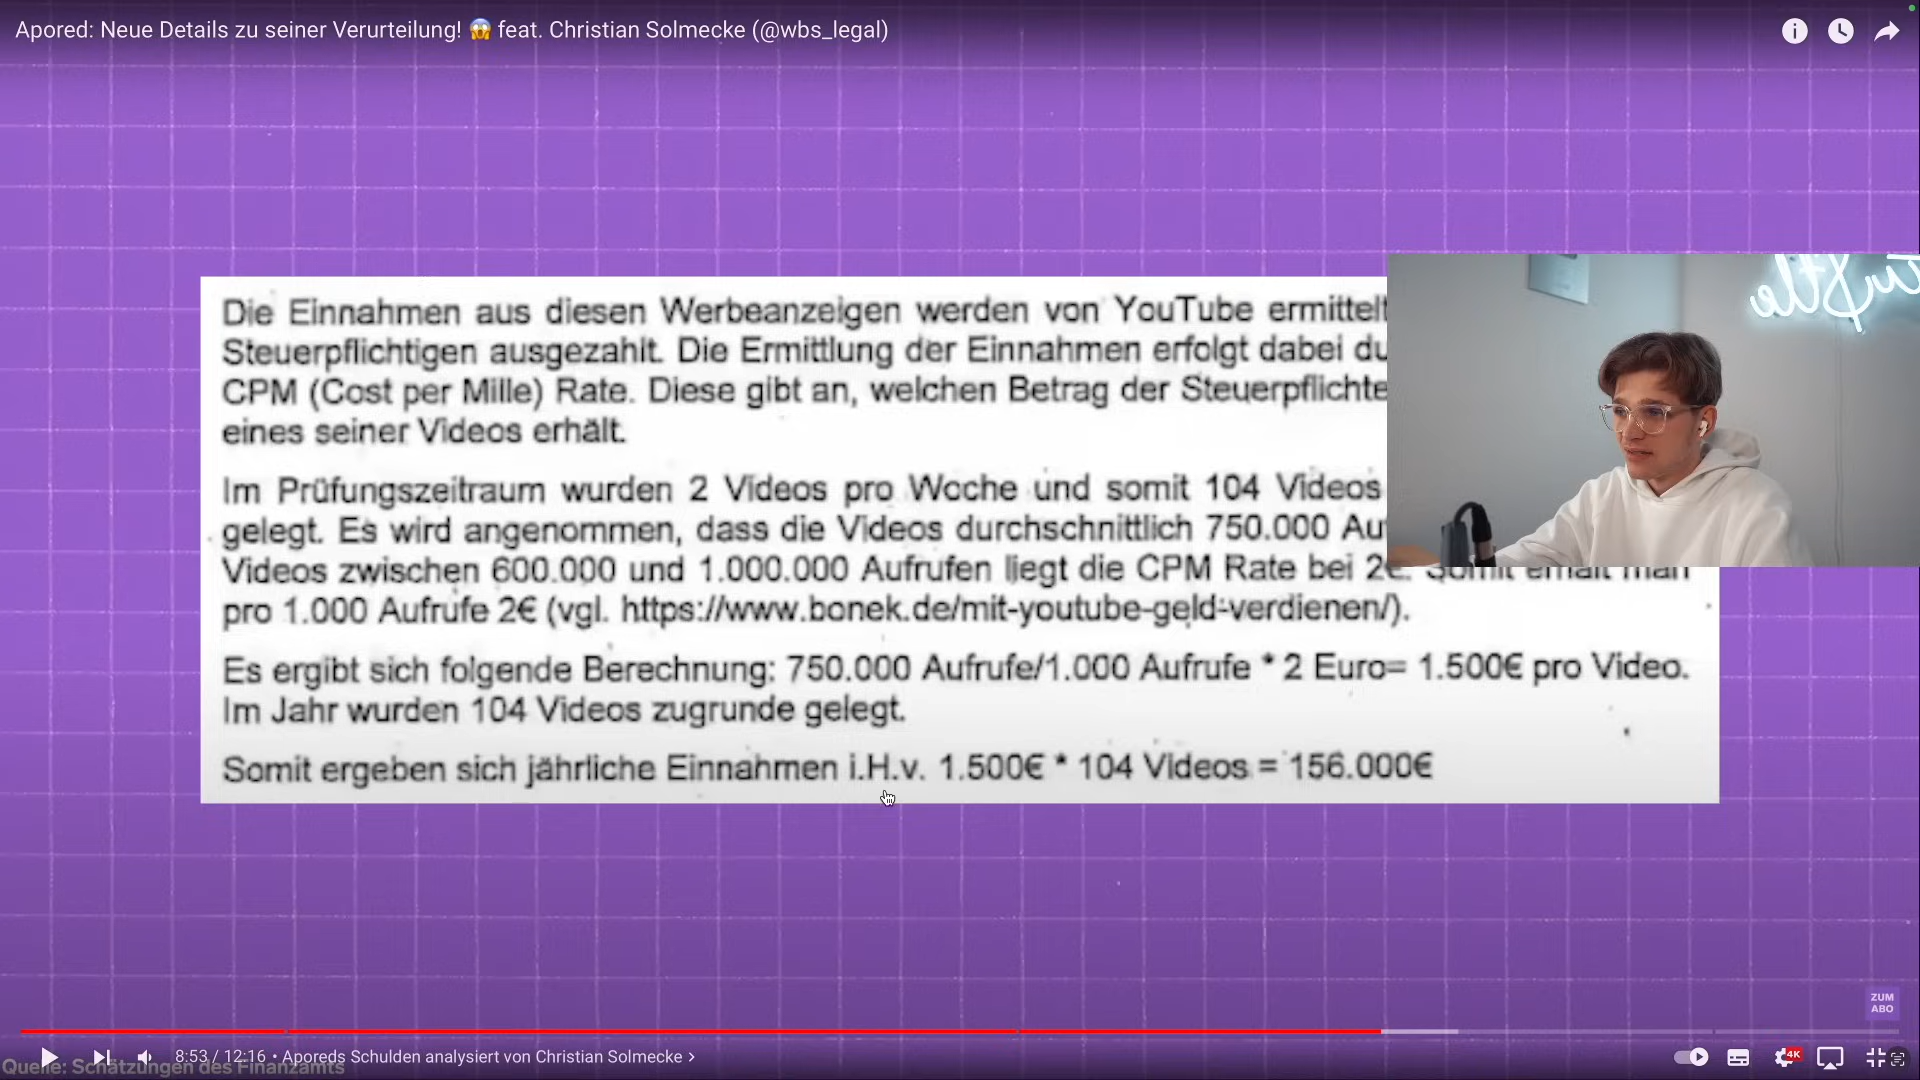 Apored: Neue Details zu seiner Verurteilung! 😱 feat. Christian Solmecke (@wbs_legal)
Die Einnahmen aus diesen Werbeanzeigen werden von YouTube ermittelt
Steuerpflichtigen ausgezahlt. Die Ermittlung der Einnahmen erfolgt dabei du
CPM (Cost per Mille) Rate. Diese gibt an, welchen Betrag der Steuerpflichte
eines seiner Videos erhält.
Im Prüfungszeitraum wurden 2 Videos pro Woche und somit 104 Videos
gelegt. Es wird angenommen, dass die Videos durchschnittlich 750.000 Au
Videos zwischen 600.000 und 1.000.000 Aufrufen liegt die CPM Rate bei 2€. Somit erhält man
pro 1.000 Aufrufe 2€ (vgl. https://www.bonek.de/mit-youtube-geld-verdienen/).
Es ergibt sich folgende Berechnung: 750.000 Aufrufe/1.000 Aufrufe * 2 Euro= 1.500€ pro Video.
Im Jahr wurden 104 Videos zugrunde gelegt.
Somit ergeben sich jährliche Einnahmen i.H.v. 1.500€ * 104 Videos = 156.000€
ZUM
ABO
8:53 / 12:16 • Aporeds Schulden analysiert von Christian Solmecke >
4K
Quelle: Schätzungen des Finanzamts